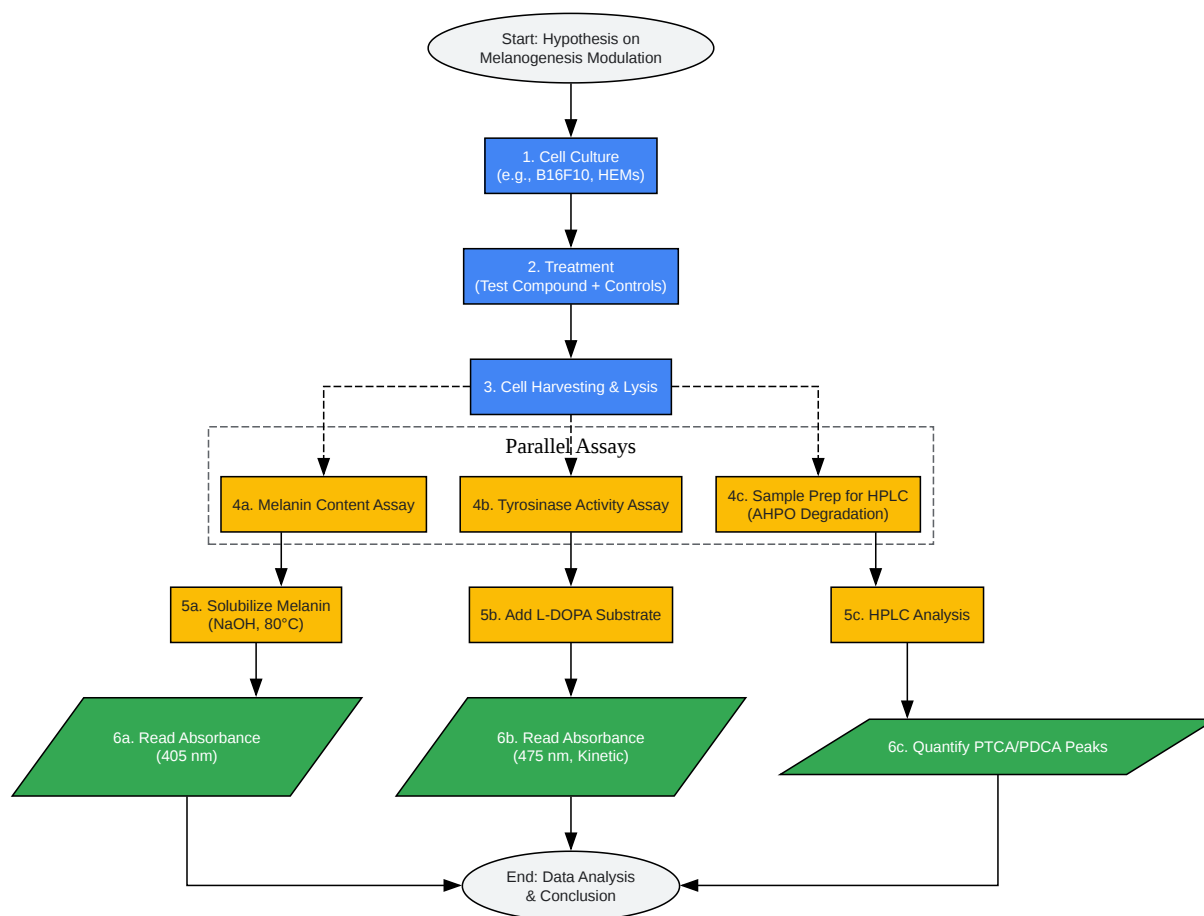 Start: Hypothesis on
Melanogenesis Modulation
1. Cell Culture
(e.g., B16F10, HEMs)
2. Treatment
(Test Compound + Controls)
3. Cell Harvesting & Lysis
Parallel Assays
4a. Melanin Content Assay
4b. Tyrosinase Activity Assay
4c. Sample Prep for HPLC
(AHPO Degradation)
5a. Solubilize Melanin
(NaOH, 80°C)
5b. Add L-DOPA Substrate
5c. HPLC Analysis
6a. Read Absorbance
(405 nm)
6b. Read Absorbance
(475 nm, Kinetic)
6c. Quantify PTCA/PDCA Peaks
End: Data Analysis
& Conclusion